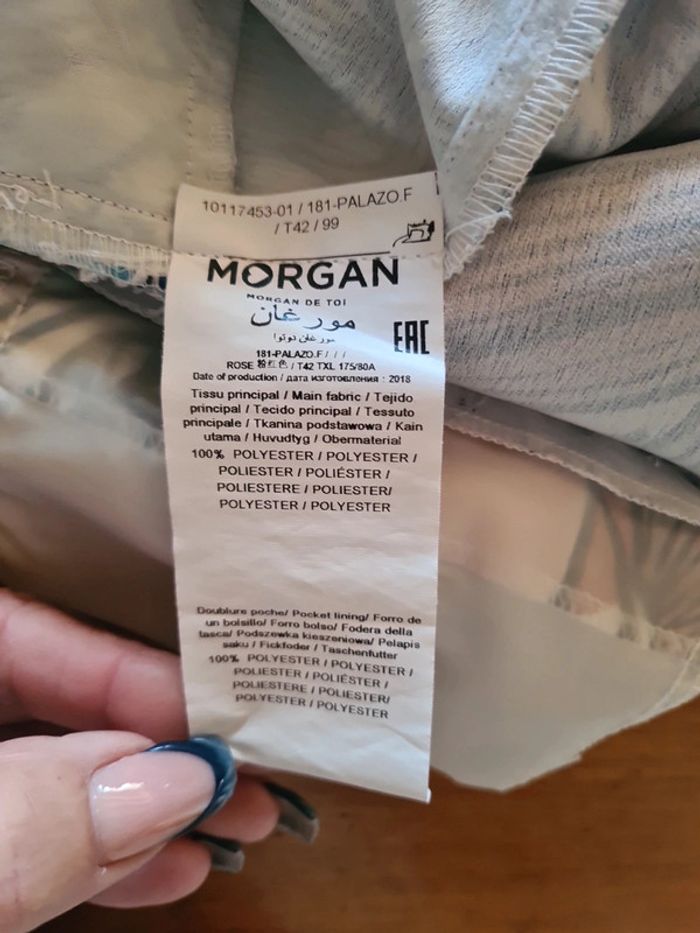 10117453-01 / 181-PALAZO.F
/ T42 / 99
MORGAN
MORGAN DE TOI
مورغان
مورغان دوتوا
EAC
181-PALAZO.F / / /
ROSE 粉红色 / T42 TXL 175/80A
Date of production / дата изготовления : 2018
Tissu principal / Main fabric / Tejido
principal / Tecido principal / Tessuto
principale / Tkanina podstawowa / Kain
utama / Huvudtyg / Obermaterial
100% POLYESTER / POLYESTER /
POLIESTER / POLIÉSTER /
POLIESTERE / POLIESTER/
POLYESTER / POLYESTER
Doublure poche/ Pocket lining/ Forro de
un bolsillo/ Forro bolso/ Fodera della
tasca/ Podszewka kieszeniowa/ Pelapis
saku / Fickfoder / Taschenfutter
100% POLYESTER / POLYESTER /
POLIESTER / POLIÉSTER /
POLIESTERE / POLIESTER/
POLYESTER / POLYESTER